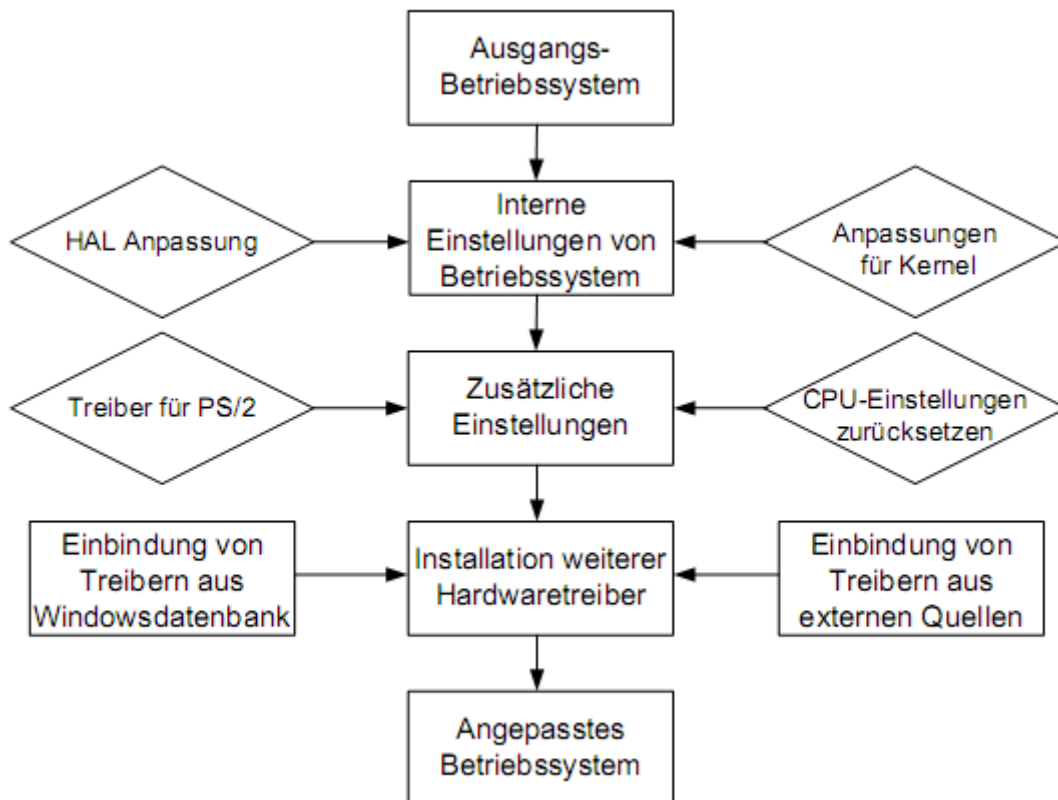 Ausgangs-
Betriebssystem
HAL Anpassung
Interne
Einstellungen von
Betriebssystem
Anpassungen
für Kernel
Treiber für PS/2
Zusätzliche
Einstellungen
CPU-Einstellungen
zurücksetzen
Einbindung von
Treibern aus
Windowsdatenbank
Installation weiterer
Hardwaretreiber
Einbindung von
Treibern aus
externen Quellen
Angepasstes
Betriebssystem